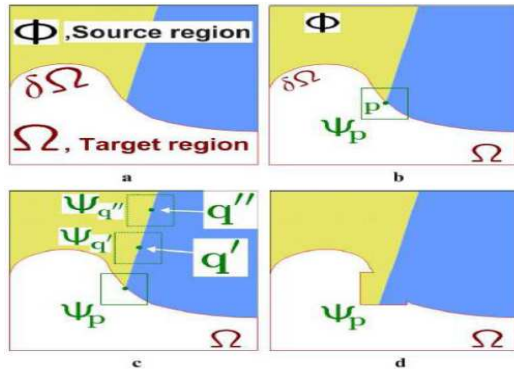 Φ ,Source region
δΩ
Ω, Target region
a
Φ
δΩ
p
Ψp
Ω
b
Ψq''
q''
Ψq'
q'
Ψp
Ω
c
Ψp
Ω
d